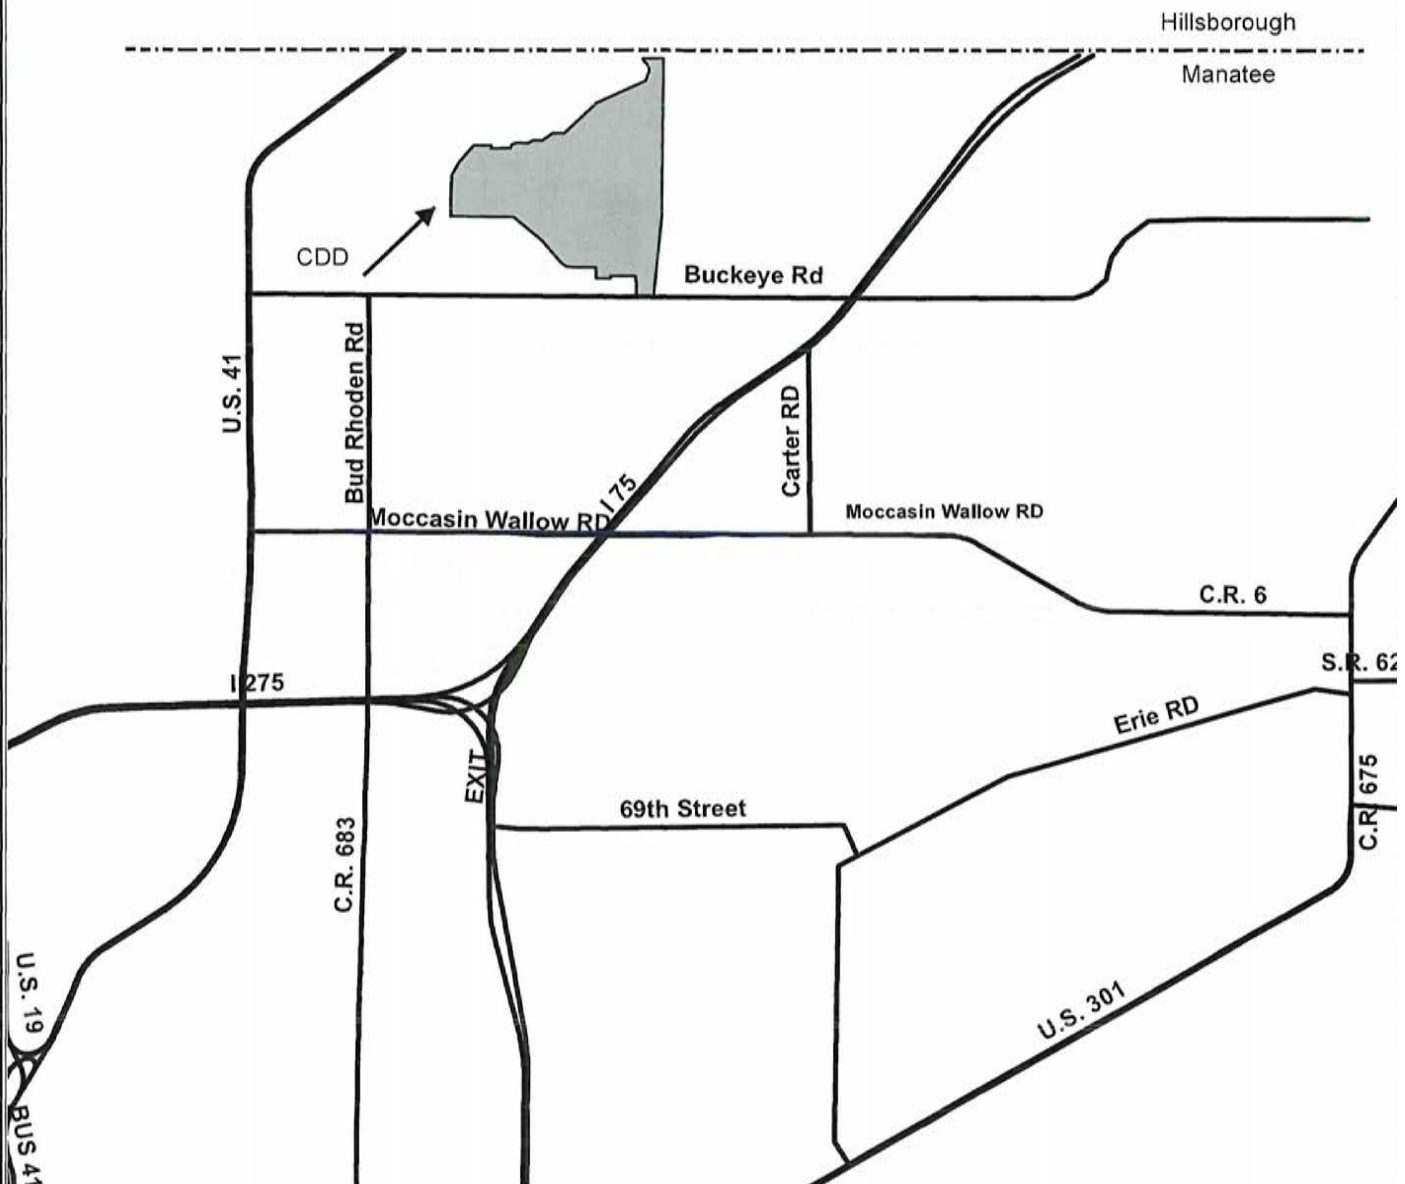 Hillsborough
Manatee
CDD
Buckeye Rd
U.S. 41
Bud Rhoden Rd
I 75
Carter RD
Moccasin Wallow RD
Moccasin Wallow RD
C.R. 6
S.R. 62
I 275
Erie RD
EXIT
69th Street
C.R. 675
C.R. 683
U.S. 19
U.S. 301
BUS 41